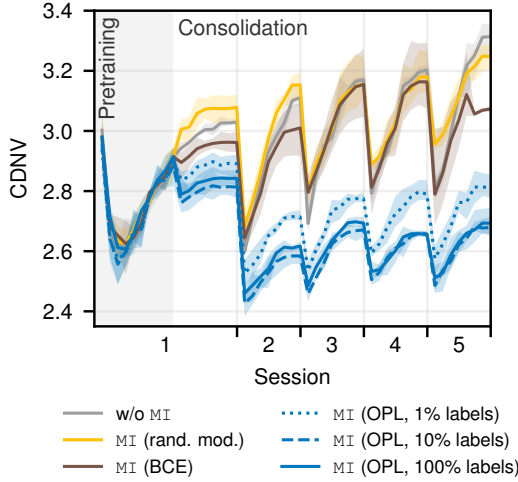 Pretraining
Consolidation
3.4
3.2
3.0
2.8
2.6
2.4
CDNV
1 2 3 4 5
Session
w/o MI
MI (rand. mod.)
MI (BCE)
MI (OPL, 1% labels)
MI (OPL, 10% labels)
MI (OPL, 100% labels)